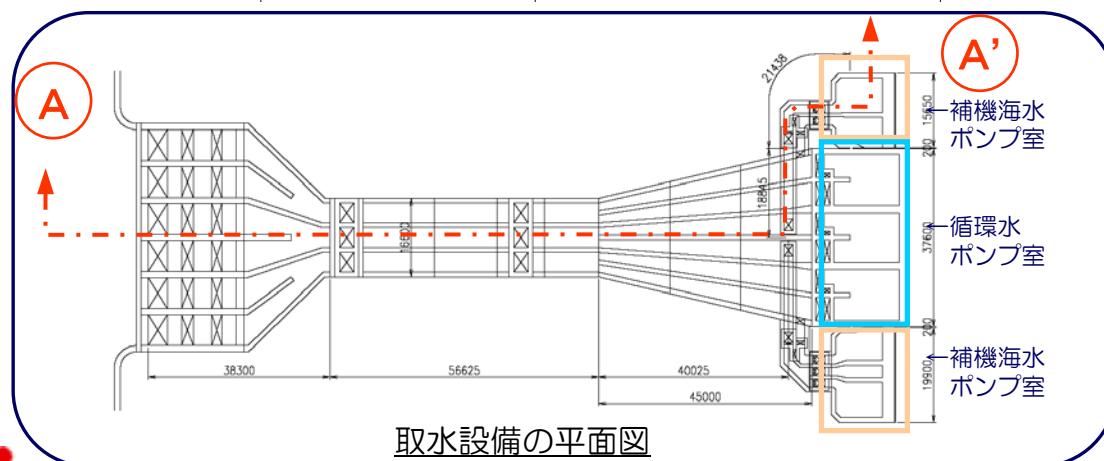 A
A’
21438
15650
←補機海水
ポンプ室
200
18845
16600
37600
←循環水
ポンプ室
200
38300
56625
40025
45000
19900
←補機海水
ポンプ室
取水設備の平面図